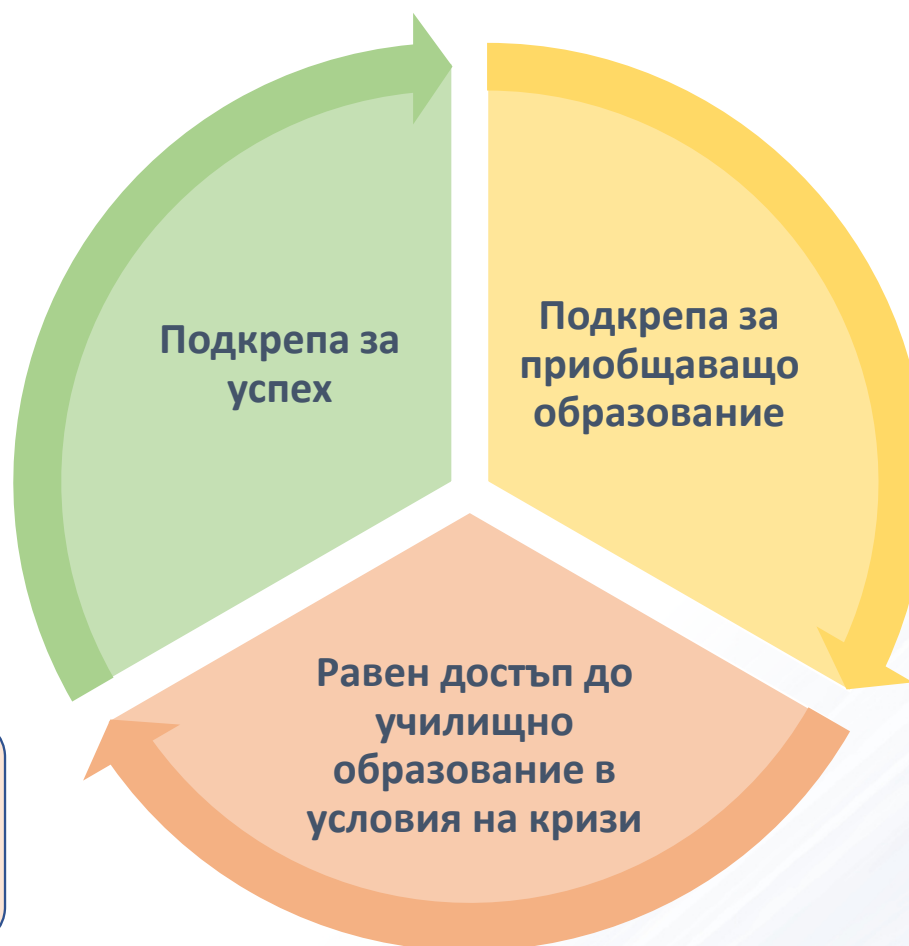 Подкрепа за
успех
Подкрепа за
приобщаващо
образование
Равен достъп до
училищно
образование в
условия на кризи